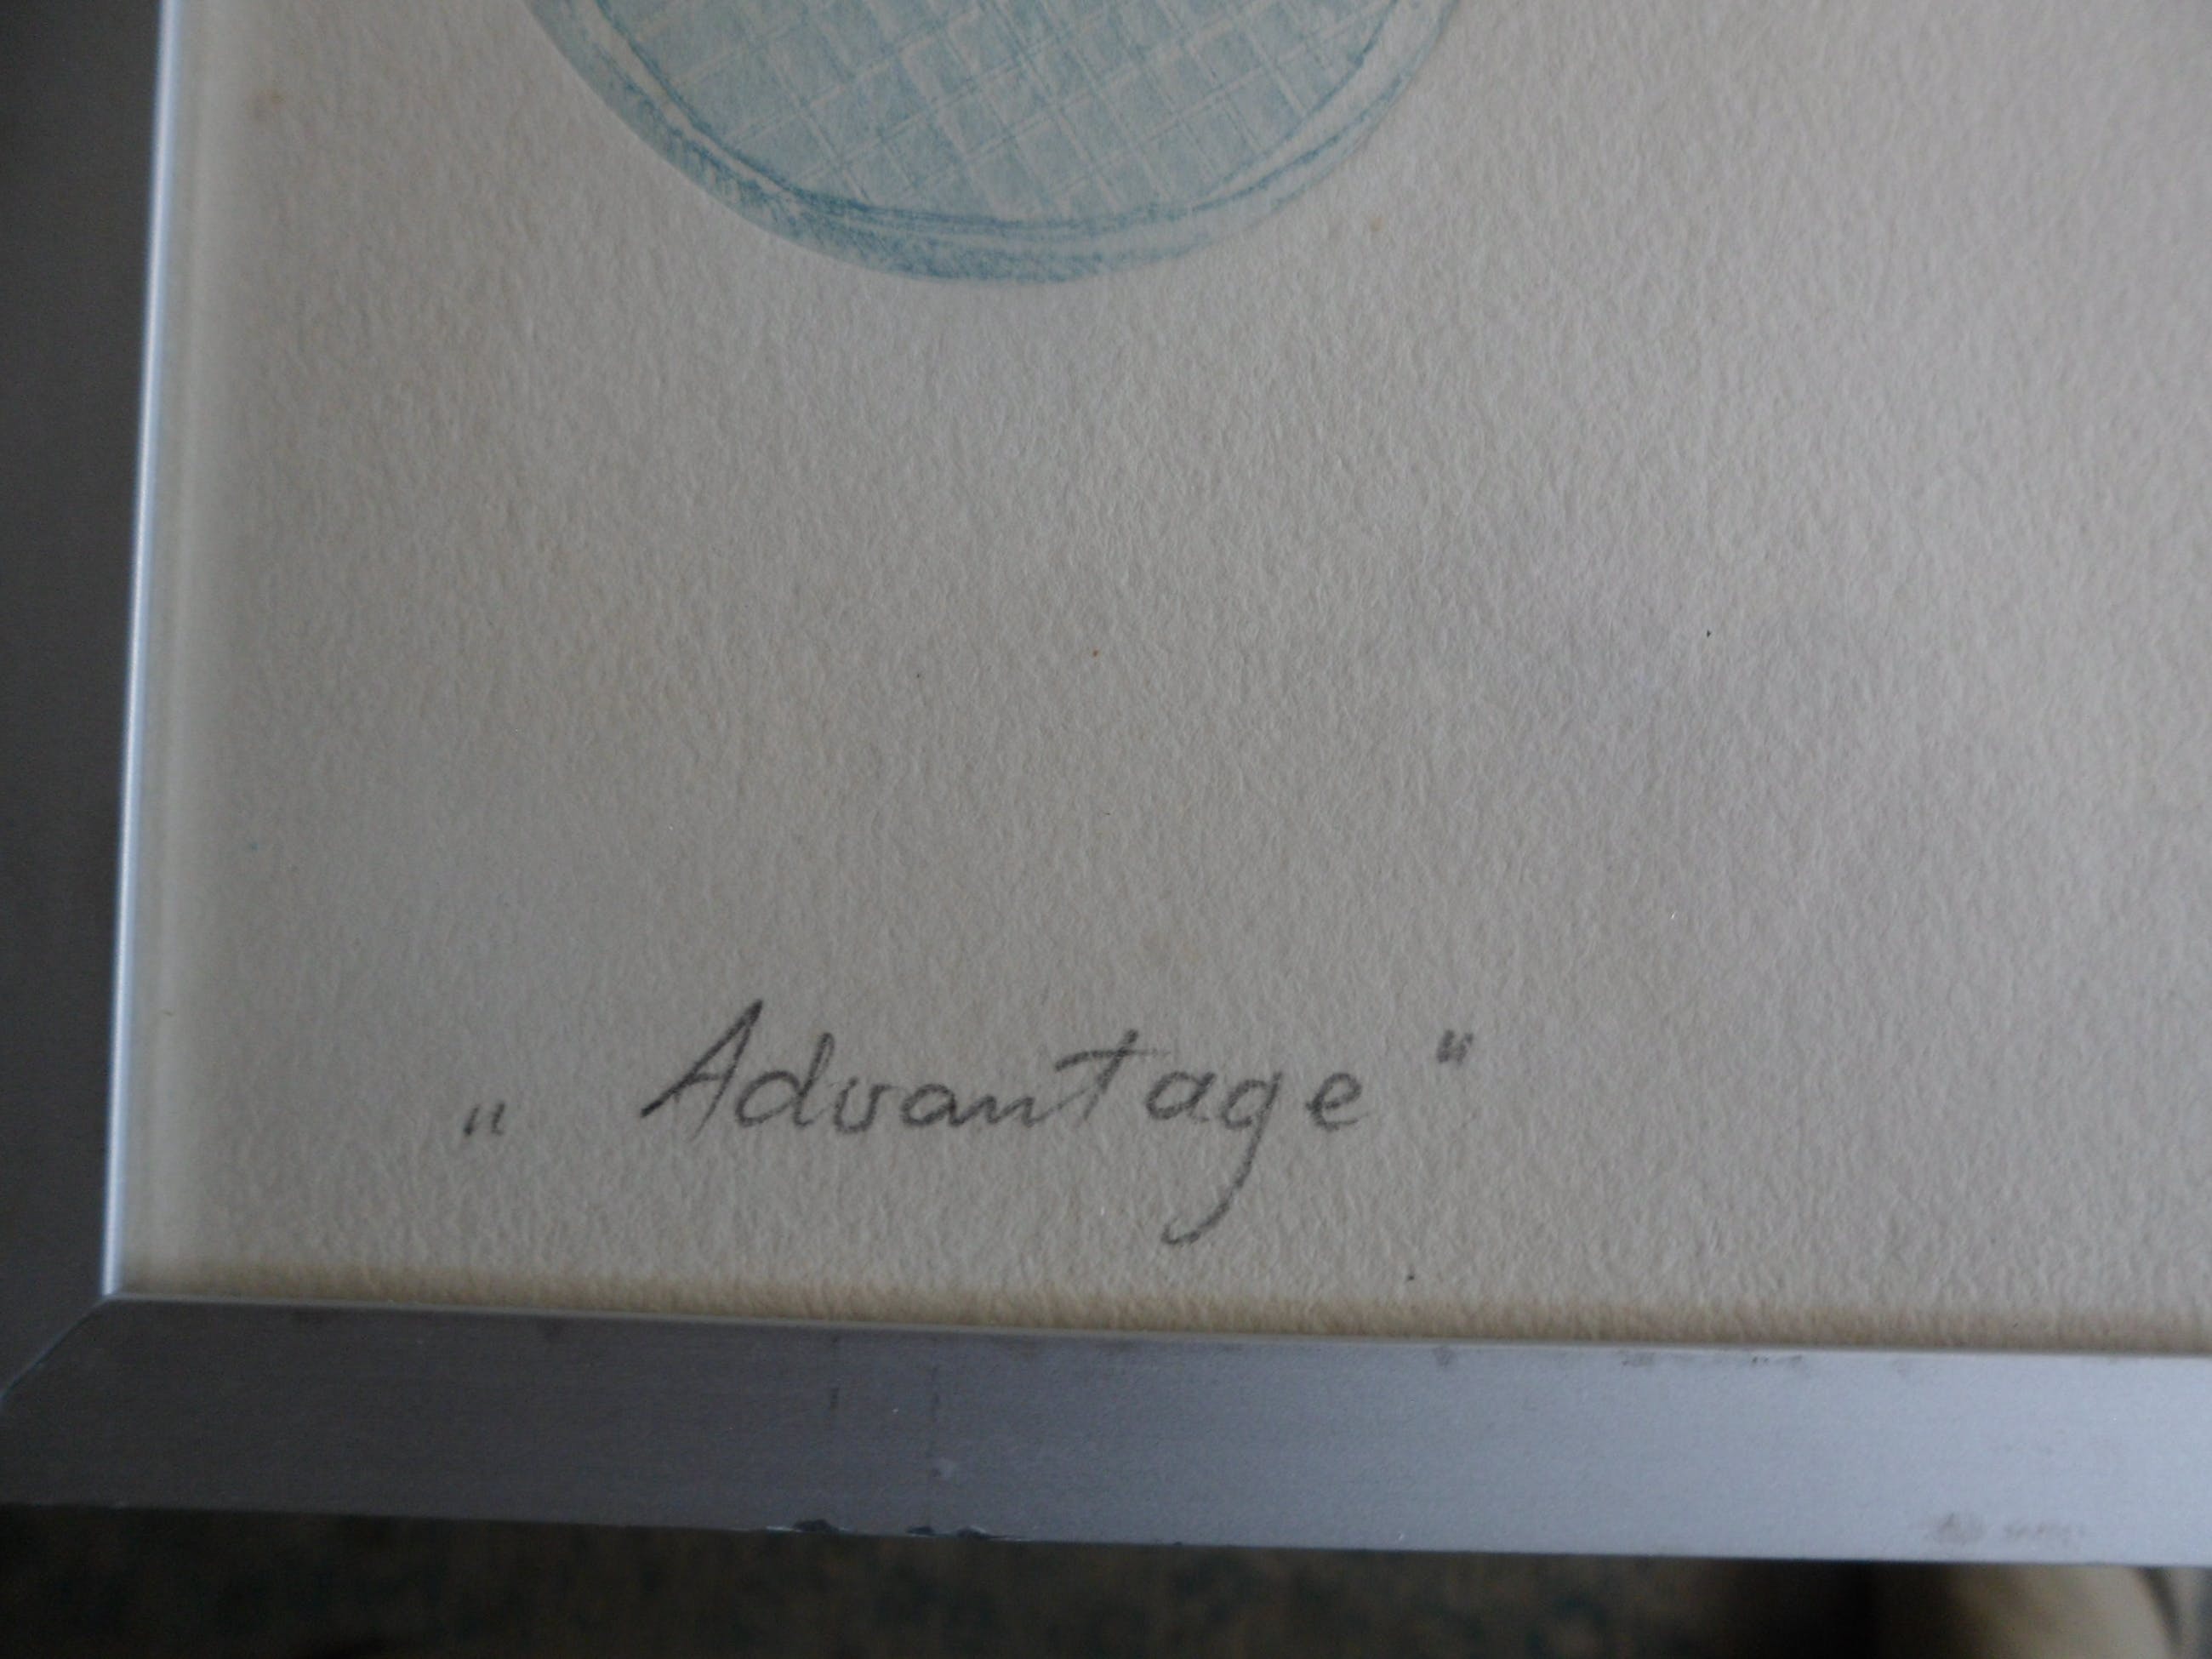 „ Advantage “